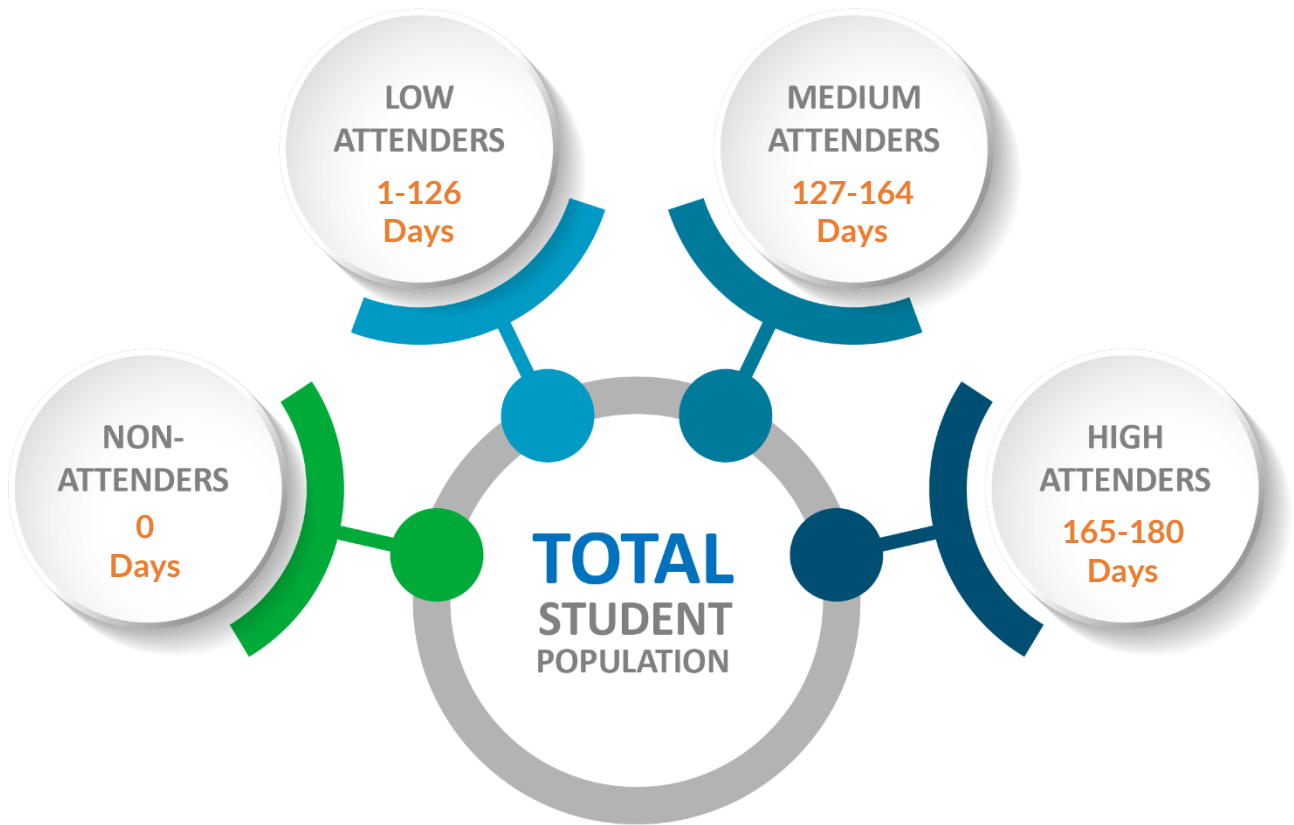 LOW
ATTENDERS
1-126
Days
MEDIUM
ATTENDERS
127-164
Days
NON-
ATTENDERS
0
Days
HIGH
ATTENDERS
165-180
Days
TOTAL
STUDENT
POPULATION